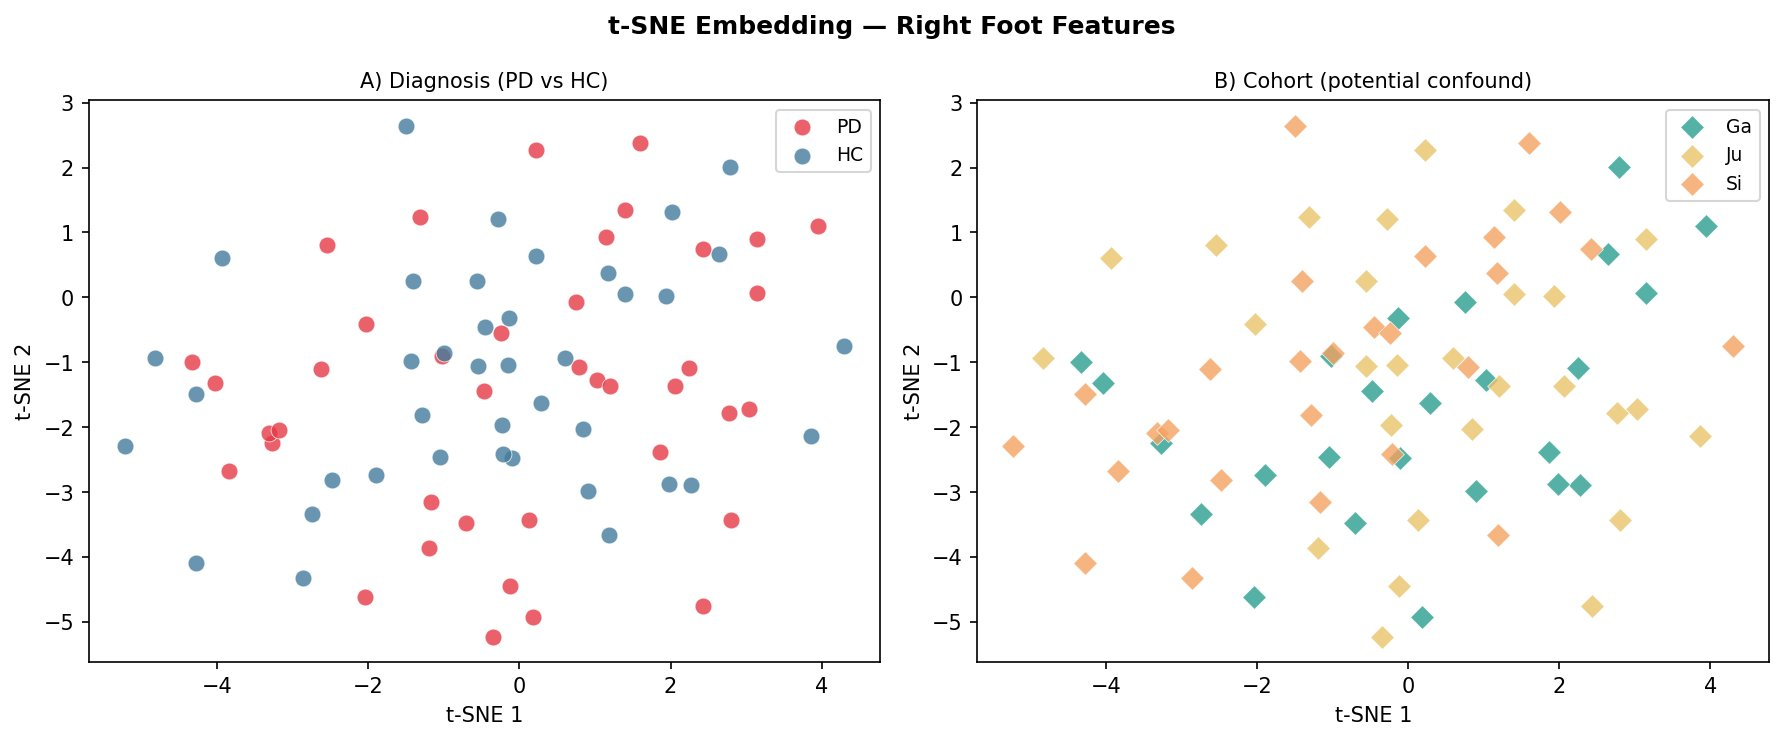 t-SNE Embedding — Right Foot Features
A) Diagnosis (PD vs HC)
PD
HC
3
2
1
0
−1
−2
−3
−4
−5
t-SNE 2
−4
−2
0
2
4
t-SNE 1
B) Cohort (potential confound)
Ga
Ju
Si
3
2
1
0
−1
−2
−3
−4
−5
t-SNE 2
−4
−2
0
2
4
t-SNE 1